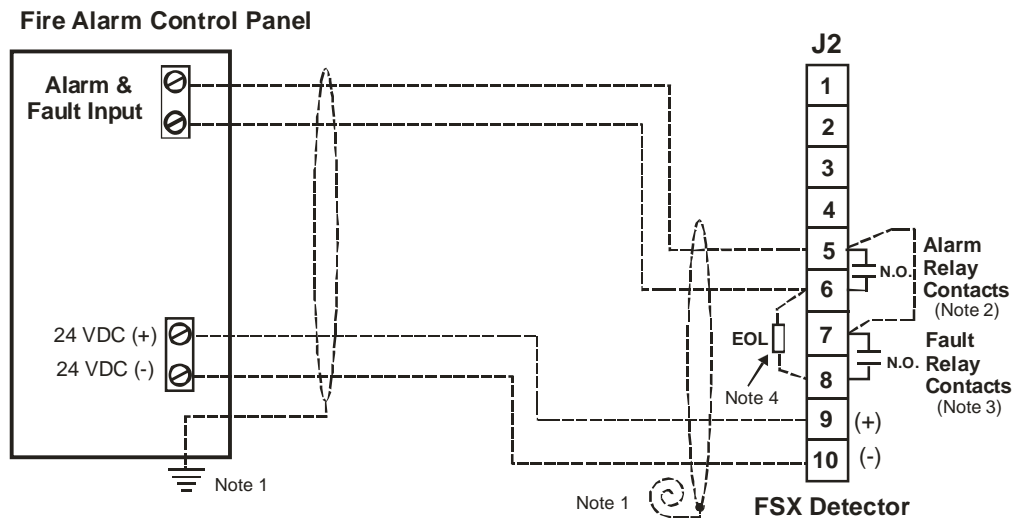 Fire Alarm Control Panel
J2
Alarm &
Fault Input
1
2
3
4
5
6
7
8
9 (+)
10 (-)
N.O.
Alarm
Relay
Contacts
(Note 2)
N.O.
Fault
Relay
Contacts
(Note 3)
EOL
Note 4
24 VDC (+)
24 VDC (-)
Note 1
Note 1
FSX Detector